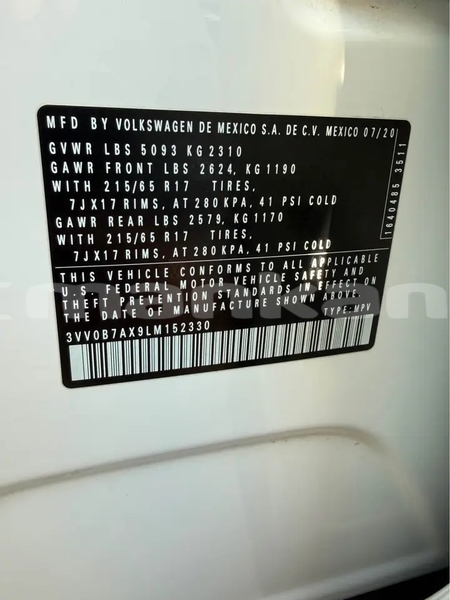 MFD BY VOLKSWAGEN DE MEXICO S.A. DE C.V. MEXICO 07/20
GVWR LBS 5093 KG 2310
GAWR FRONT LBS 2624, KG 1190
WITH 215/65 R17 TIRES,
7JX17 RIMS, AT 280 KPA, 41 PSI COLD
GAWR REAR LBS 2579, KG 1170
WITH 215/65 R17 TIRES,
7JX17 RIMS, AT 280 KPA, 41 PSI COLD
THIS VEHICLE CONFORMS TO ALL APPLICABLE
U.S. FEDERAL MOTOR VEHICLE SAFETY AND
THEFT PREVENTION STANDARDS IN EFFECT ON
THE DATE OF MANUFACTURE SHOWN ABOVE.
3VV0B7AX9LM152330 TYPE: MPV
1640485 3511